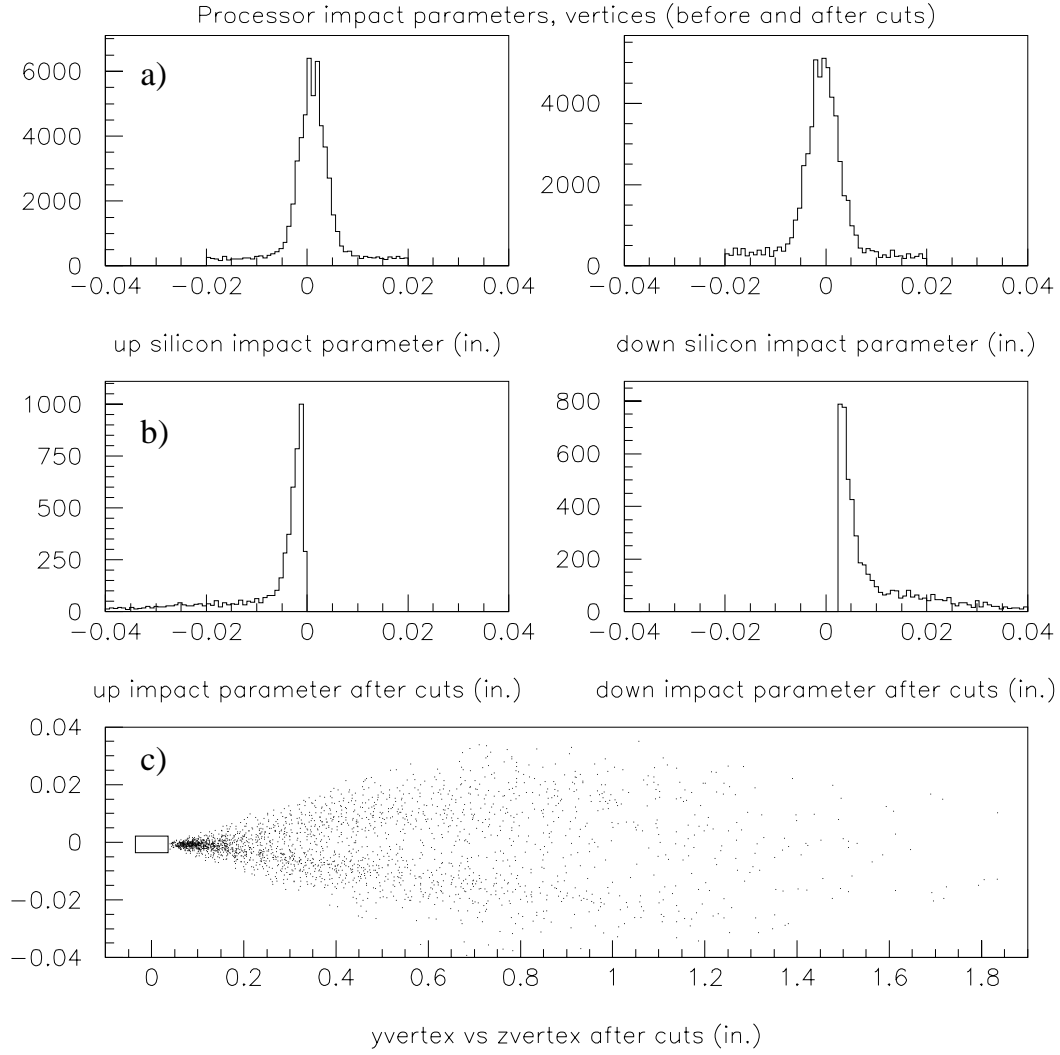 Processor impact parameters, vertices (before and after cuts)
a)
6000
4000
2000
0
−0.04 −0.02 0 0.02 0.04
up silicon impact parameter (in.)
4000
2000
0
−0.04 −0.02 0 0.02 0.04
down silicon impact parameter (in.)
b)
1000
750
500
250
0
−0.04 −0.02 0 0.02 0.04
up impact parameter after cuts (in.)
800
600
400
200
0
−0.04 −0.02 0 0.02 0.04
down impact parameter after cuts (in.)
c)
0.04
0.02
0
−0.02
−0.04
0 0.2 0.4 0.6 0.8 1 1.2 1.4 1.6 1.8
yvertex vs zvertex after cuts (in.)